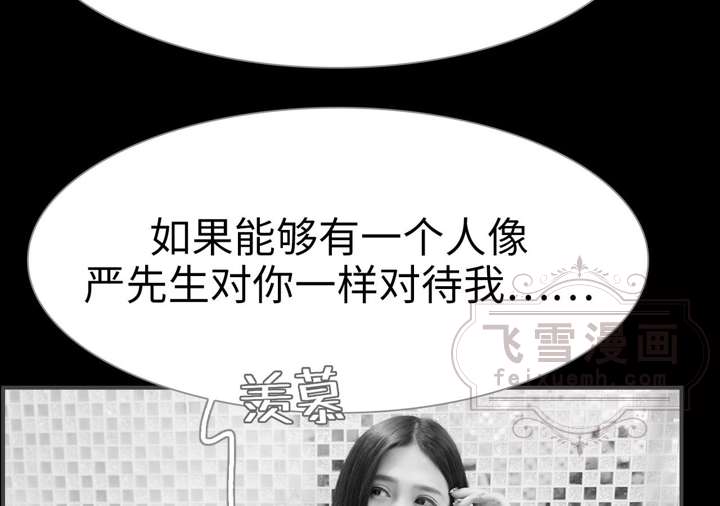 如果能够有一个人像
严先生对你一样对待我……
飞雪漫画
feixuemh.com
羡慕